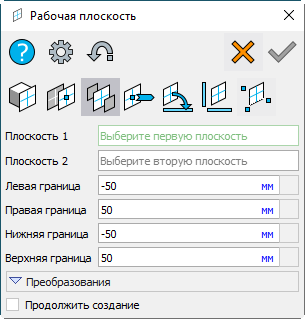 Рабочая плоскость
Плоскость 1 Выберите первую плоскость
Плоскость 2 Выберите вторую плоскость
Левая граница -50 мм
Правая граница 50 мм
Нижняя граница -50 мм
Верхняя граница 50 мм
Преобразования
Продолжить создание